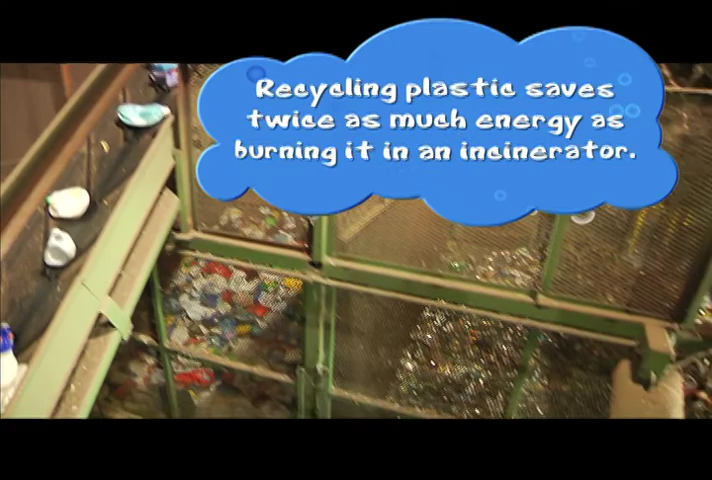 Recycling plastic saves
twice as much energy as
burning it in an incinerator.